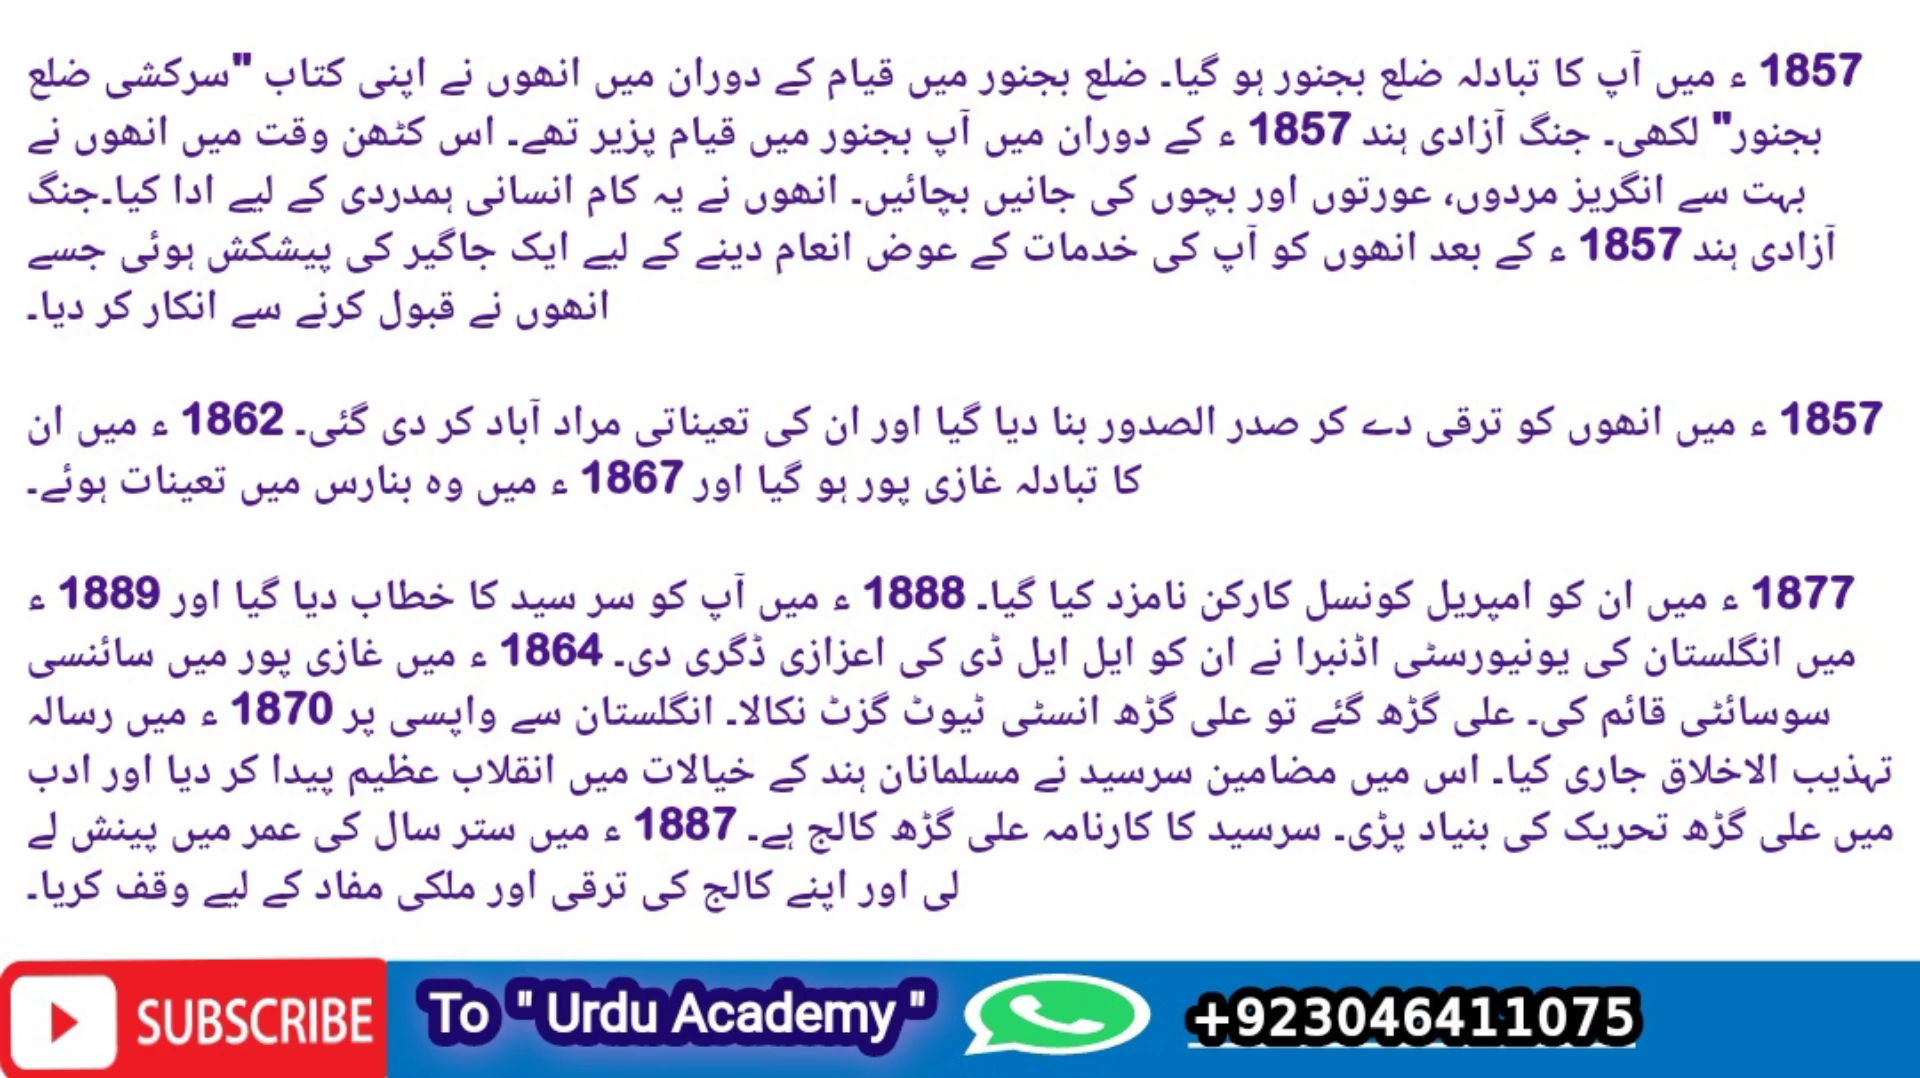 1857 ء میں آپ کا تبادلہ ضلع بجنور ہو گیا۔ ضلع بجنور میں قیام کے دوران میں انھوں نے اپنی کتاب "سرکشی ضلع
بجنور" لکھی۔ جنگ آزادی ہند 1857 ء کے دوران میں آپ بجنور میں قیام پزیر تھے۔ اس کٹھن وقت میں انھوں نے
بہت سے انگریز مردوں، عورتوں اور بچوں کی جانیں بچائیں۔ انھوں نے یہ کام انسانی ہمدردی کے لیے ادا کیا۔جنگ
آزادی ہند 1857 ء کے بعد انھوں کو آپ کی خدمات کے عوض انعام دینے کے لیے ایک جاگیر کی پیشکش ہوئی جسے
انھوں نے قبول کرنے سے انکار کر دیا۔
1857 ء میں انھوں کو ترقی دے کر صدر الصدور بنا دیا گیا اور ان کی تعیناتی مراد آباد کر دی گئی۔ 1862 ء میں ان
کا تبادلہ غازی پور ہو گیا اور 1867 ء میں وہ بنارس میں تعینات ہوئے۔
1877 ء میں ان کو امپریل کونسل کارکن نامزد کیا گیا۔ 1888 ء میں آپ کو سر سید کا خطاب دیا گیا اور 1889 ء
میں انگلستان کی یونیورسٹی اڈنبرا نے ان کو ایل ایل ڈی کی اعزازی ڈگری دی۔ 1864 ء میں غازی پور میں سائنسی
سوسائٹی قائم کی۔ علی گڑھ گئے تو علی گڑھ انسٹی ٹیوٹ گزٹ نکالا۔ انگلستان سے واپسی پر 1870 ء میں رسالہ
تہذیب الاخلاق جاری کیا۔ اس میں مضامین سرسید نے مسلمانان ہند کے خیالات میں انقلاب عظیم پیدا کر دیا اور ادب
میں علی گڑھ تحریک کی بنیاد پڑی۔ سرسید کا کارنامہ علی گڑھ کالج ہے۔ 1887 ء میں ستر سال کی عمر میں پینش لے
لی اور اپنے کالج کی ترقی اور ملکی مفاد کے لیے وقف کریا۔
SUBSCRIBE To " Urdu Academy " +923046411075